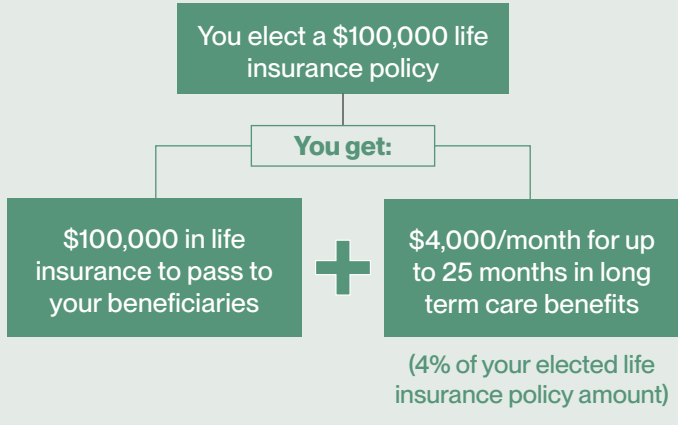 You elect a $100,000 life
insurance policy
You get:
$100,000 in life
insurance to pass to
your beneficiaries
+
$4,000/month for up
to 25 months in long
term care benefits
(4% of your elected life
insurance policy amount)